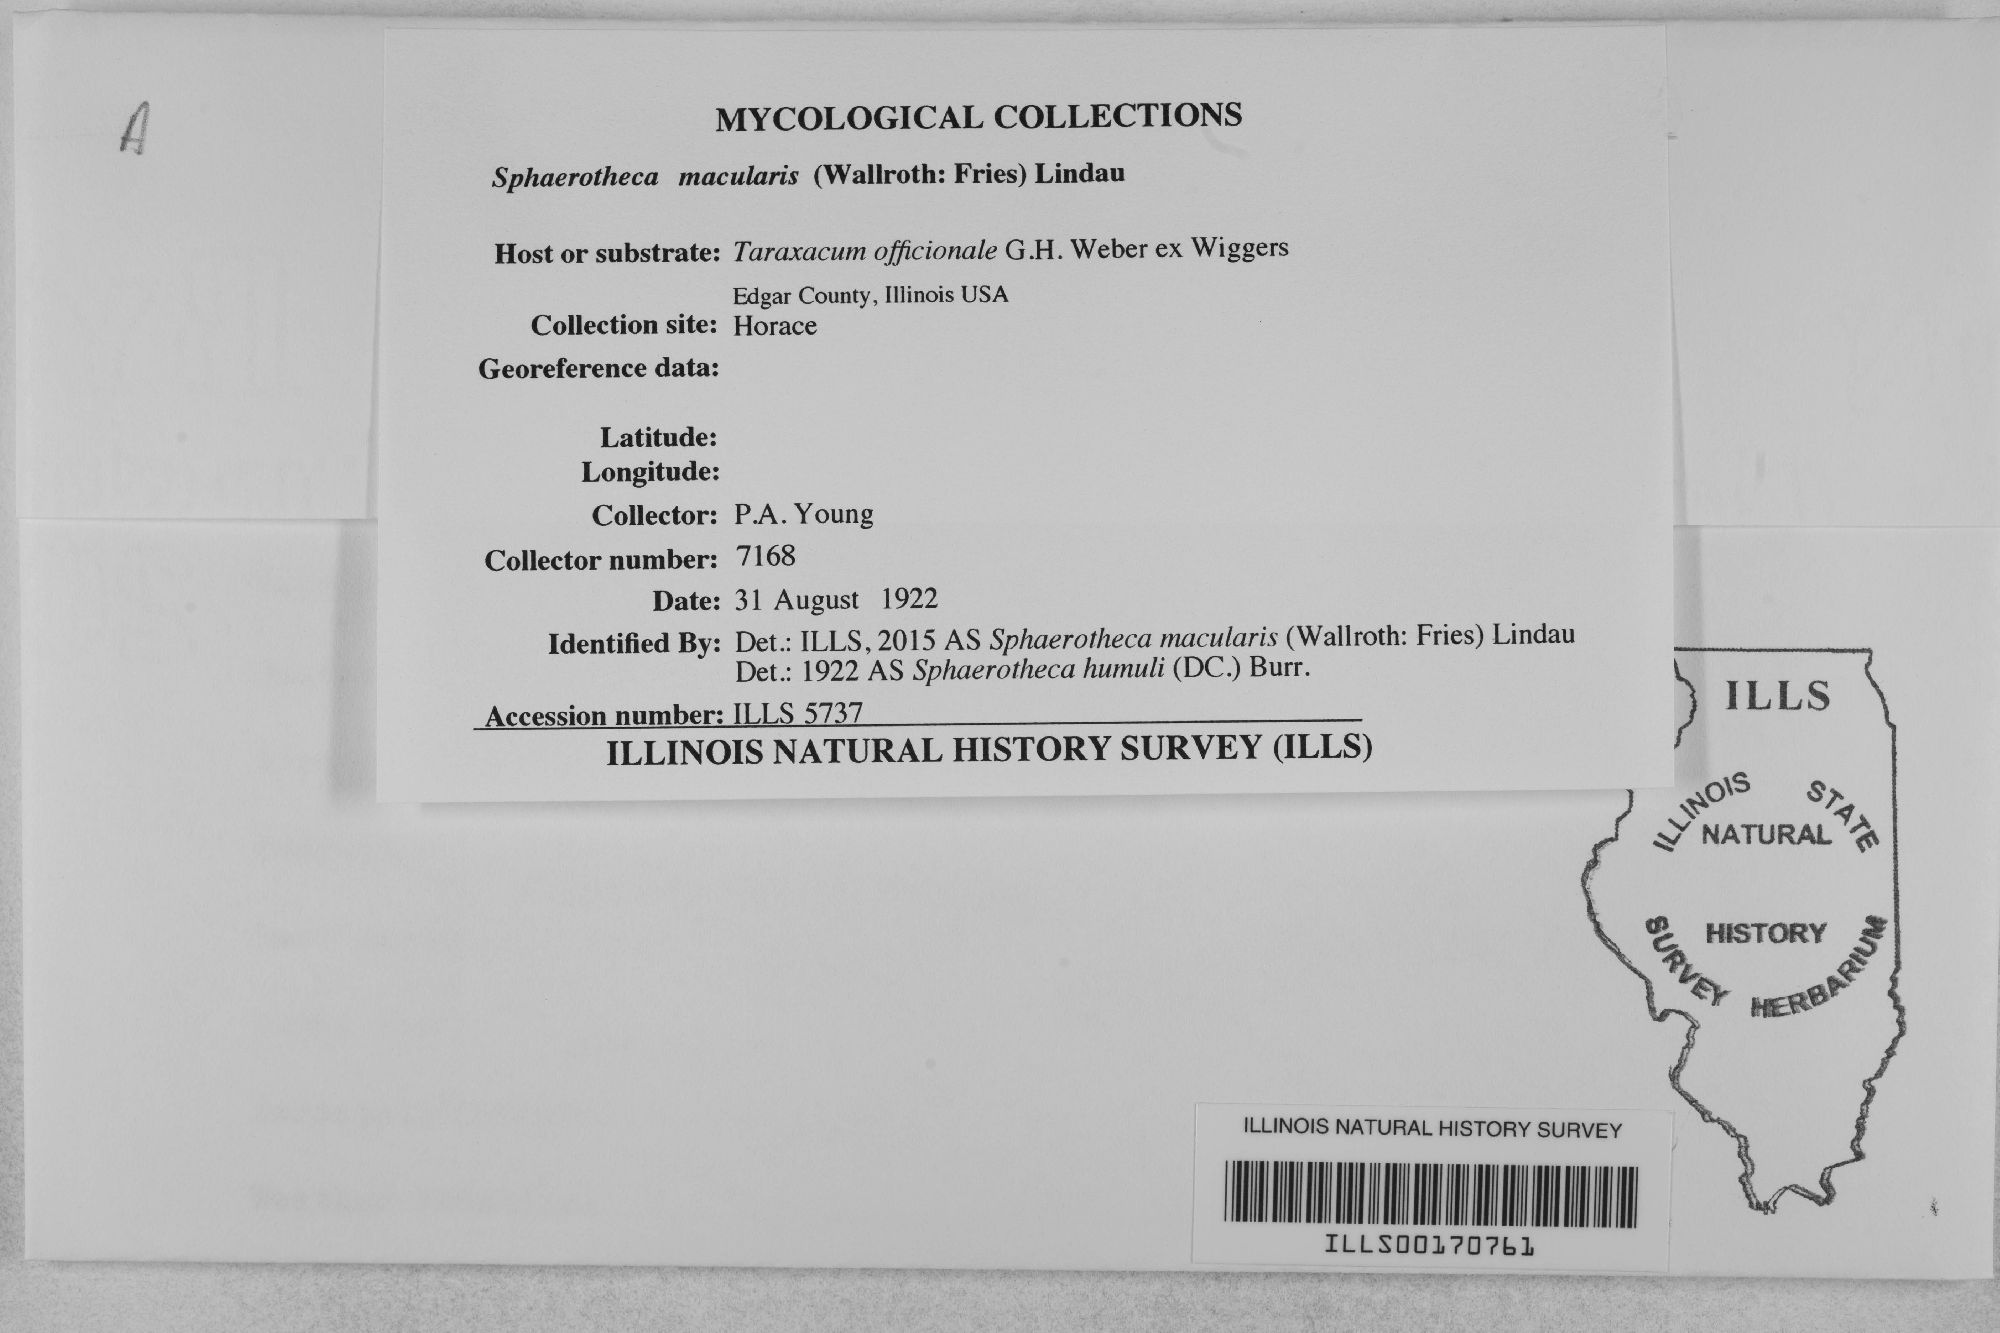 A
MYCOLOGICAL COLLECTIONS
Sphaerotheca macularis (Wallroth: Fries) Lindau
Host or substrate: Taraxacum officionale G.H. Weber ex Wiggers
Edgar County, Illinois USA
Collection site: Horace
Georeference data:
Latitude:
Longitude:
Collector: P.A. Young
Collector number: 7168
Date: 31 August 1922
Identified By: Det.: ILLS, 2015 AS Sphaerotheca macularis (Wallroth: Fries) Lindau
Det.: 1922 AS Sphaerotheca humuli (DC.) Burr.
Accession number: ILLS 5737
ILLINOIS NATURAL HISTORY SURVEY (ILLS)
ILLS
ILLINOIS STATE
NATURAL
HISTORY
SURVEY HERBARIUM
ILLINOIS NATURAL HISTORY SURVEY
ILLS00170761